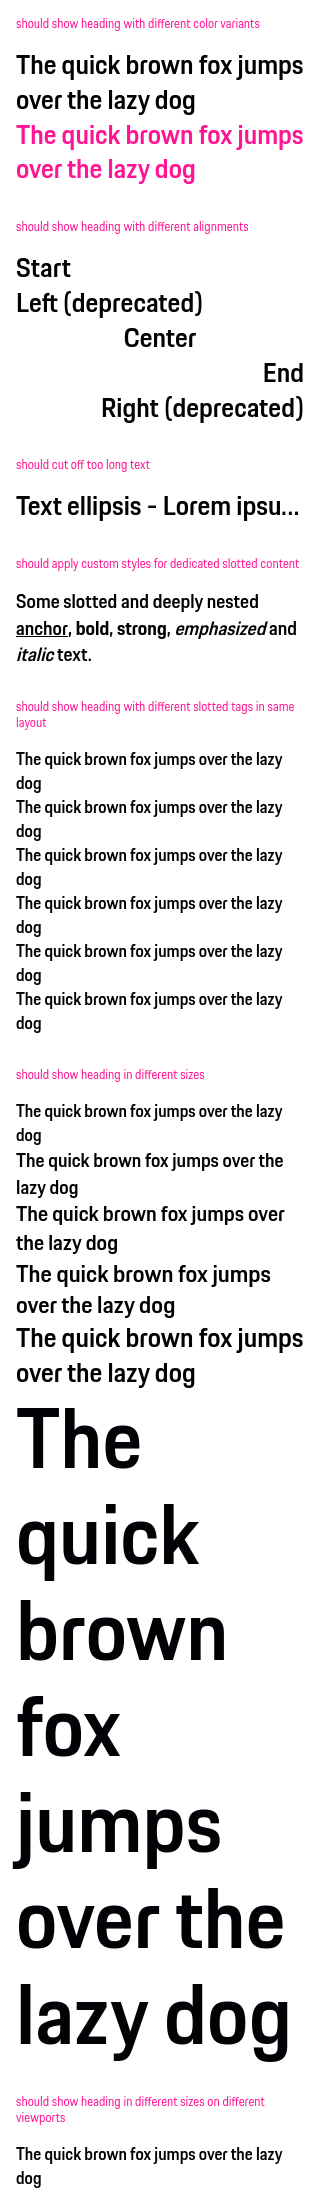 should show heading with different color variants
The quick brown fox jumps
over the lazy dog
The quick brown fox jumps
over the lazy dog
should show heading with different alignments
Start
Left (deprecated)
Center
End
Right (deprecated)
should cut off too long text
Text ellipsis - Lorem ipsu...
should apply custom styles for dedicated slotted content
Some slotted and deeply nested
anchor, bold, strong, emphasized and
italic text.
should show heading with different slotted tags in same
layout
The quick brown fox jumps over the lazy
dog
The quick brown fox jumps over the lazy
dog
The quick brown fox jumps over the lazy
dog
The quick brown fox jumps over the lazy
dog
The quick brown fox jumps over the lazy
dog
The quick brown fox jumps over the lazy
dog
should show heading in different sizes
The quick brown fox jumps over the lazy
dog
The quick brown fox jumps over the
lazy dog
The quick brown fox jumps over
the lazy dog
The quick brown fox jumps
over the lazy dog
The quick brown fox jumps
over the lazy dog
The
quick
brown
fox
jumps
over the
lazy dog
should show heading in different sizes on different
viewports
The quick brown fox jumps over the lazy
dog